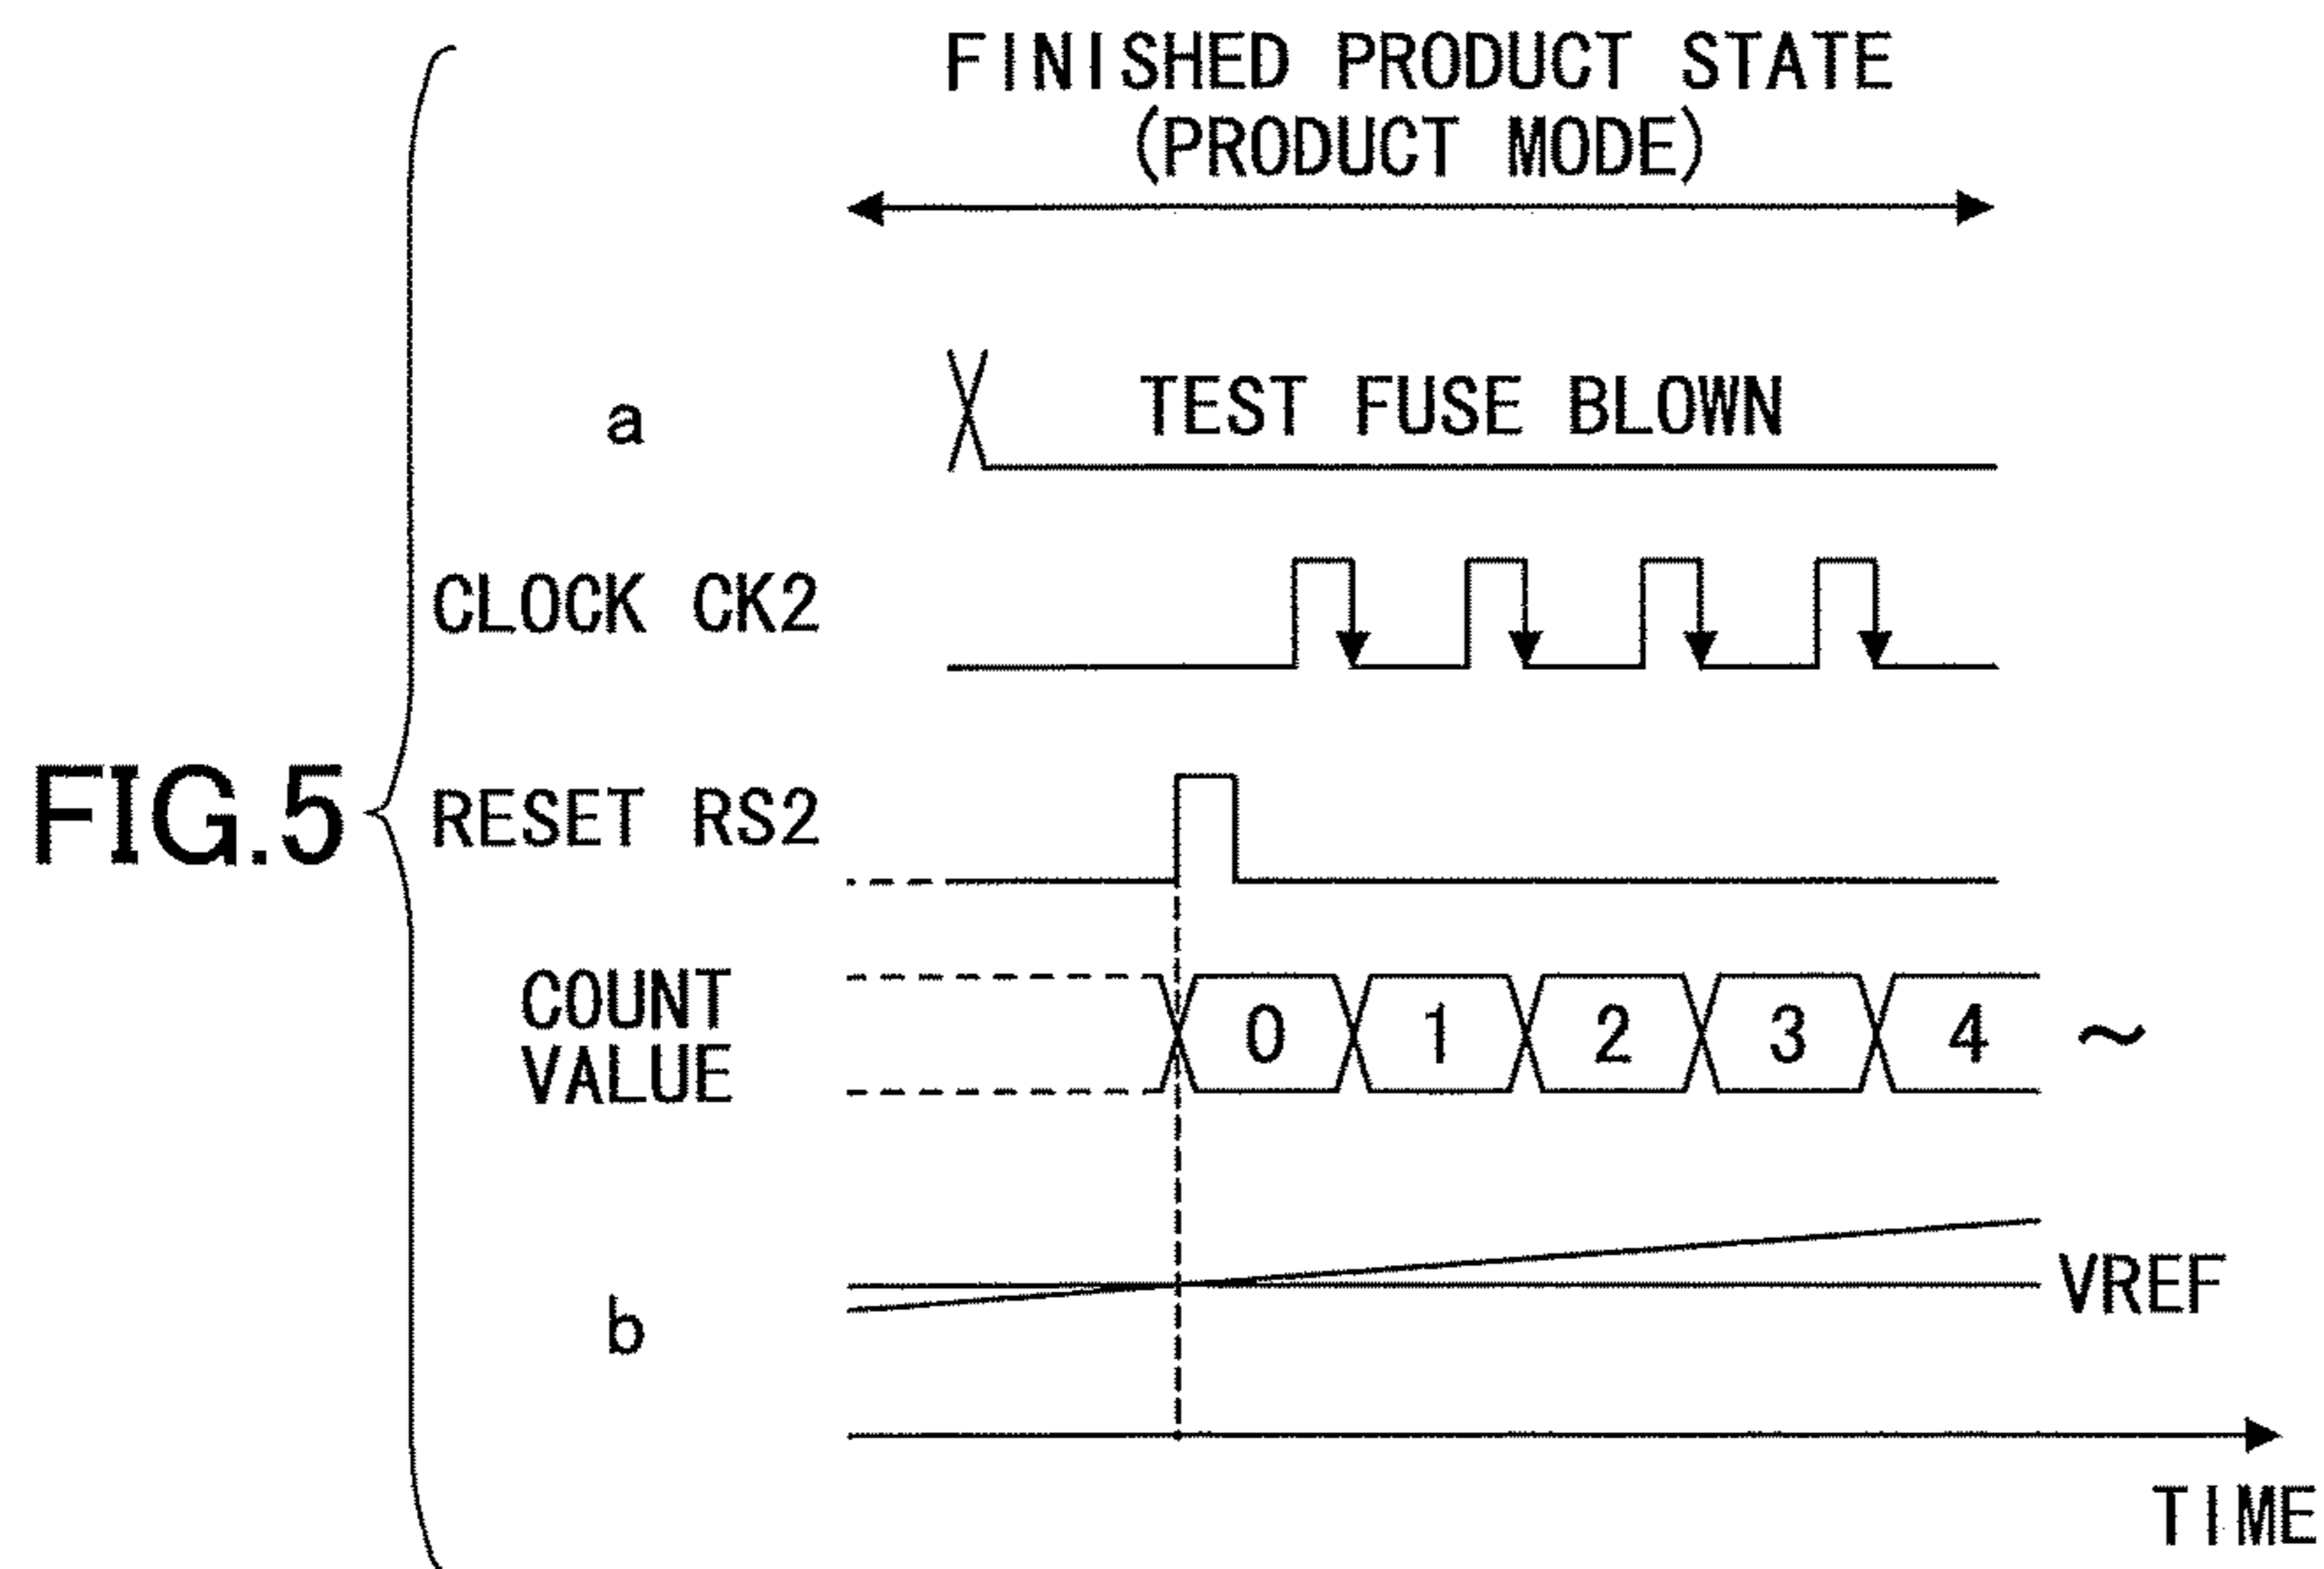 FINISHED PRODUCT STATE
(PRODUCT MODE)
a
TEST FUSE BLOWN
CLOCK CK2
FIG.5
RESET RS2
COUNT
VALUE
0 1 2 3 4 ~
b
VREF
TIME